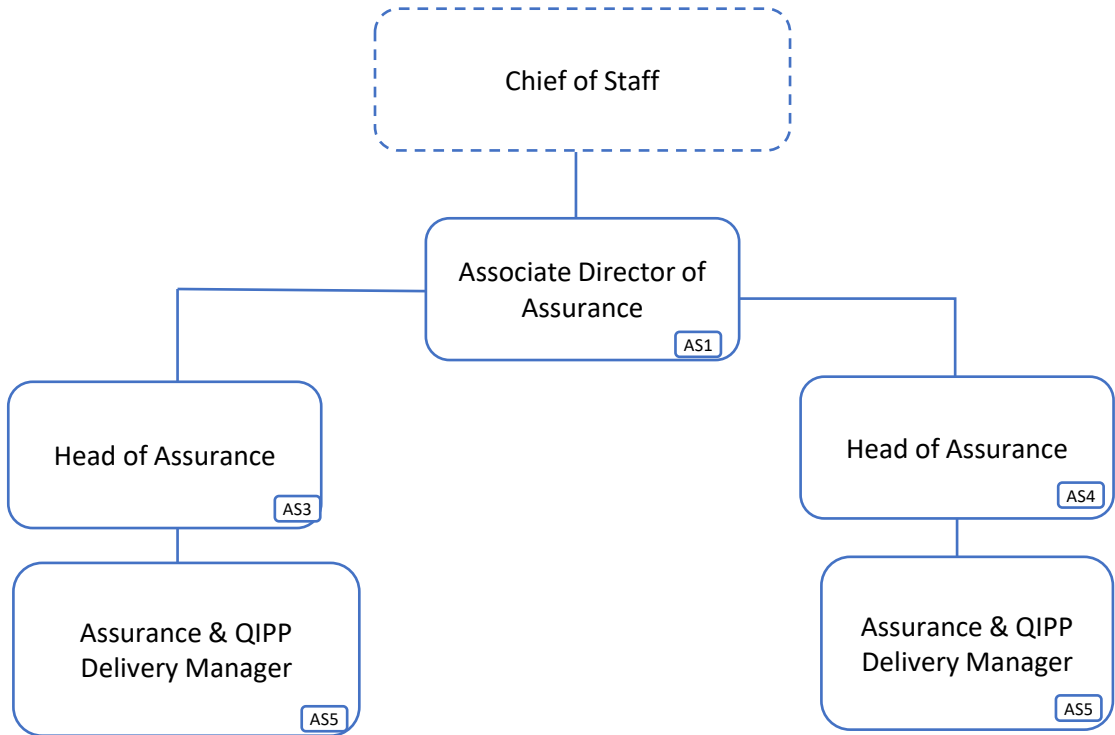 Chief of Staff
Associate Director of
Assurance
AS1
Head of Assurance
AS3
Head of Assurance
AS4
Assurance & QIPP
Delivery Manager
AS5
Assurance & QIPP
Delivery Manager
AS5